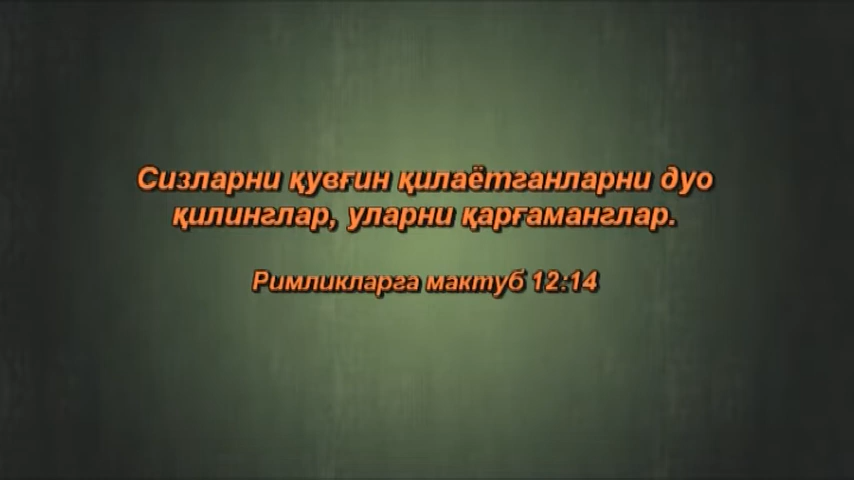 Сизларни қувғин қилаётганларни дуо
қилинглар, уларни қарғаманглар.
Римликларга мактуб 12:14